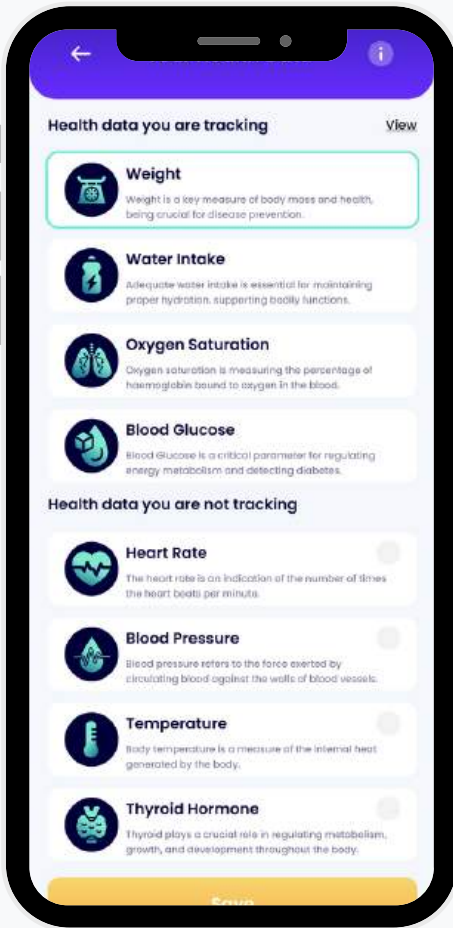 Health data you are tracking
View
Weight
Weight is a key measure of body mass and health,
being crucial for disease prevention.
Water Intake
Adequate water intake is essential for maintaining
proper hydration, supporting bodily functions.
Oxygen Saturation
Oxygen saturation is measuring the percentage of
haemoglobin bound to oxygen in the blood.
Blood Glucose
Blood Glucose is a critical parameter for regulating
energy metabolism and detecting diabetes.
Health data you are not tracking
Heart Rate
The heart rate is an indication of the number of times
the heart beats per minute.
Blood Pressure
Blood pressure refers to the force exerted by
circulating blood against the walls of blood vessels.
Temperature
Body temperature is a measure of the internal heat
generated by the body.
Thyroid Hormone
Thyroid plays a crucial role in regulating metabolism,
growth, and development throughout the body.
Save